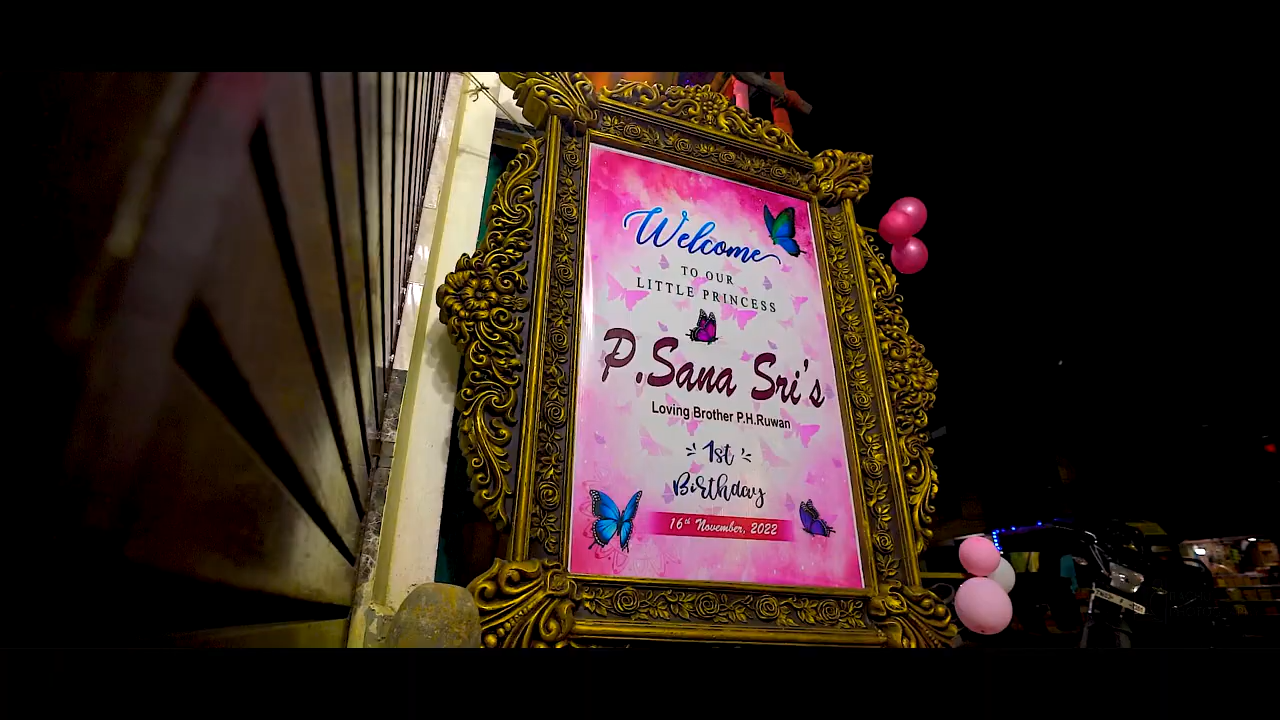 Welcome
TO OUR
LITTLE PRINCESS
P.Sana Sri's
Loving Brother P.H.Ruwan
1st
Birthday
16th November, 2022